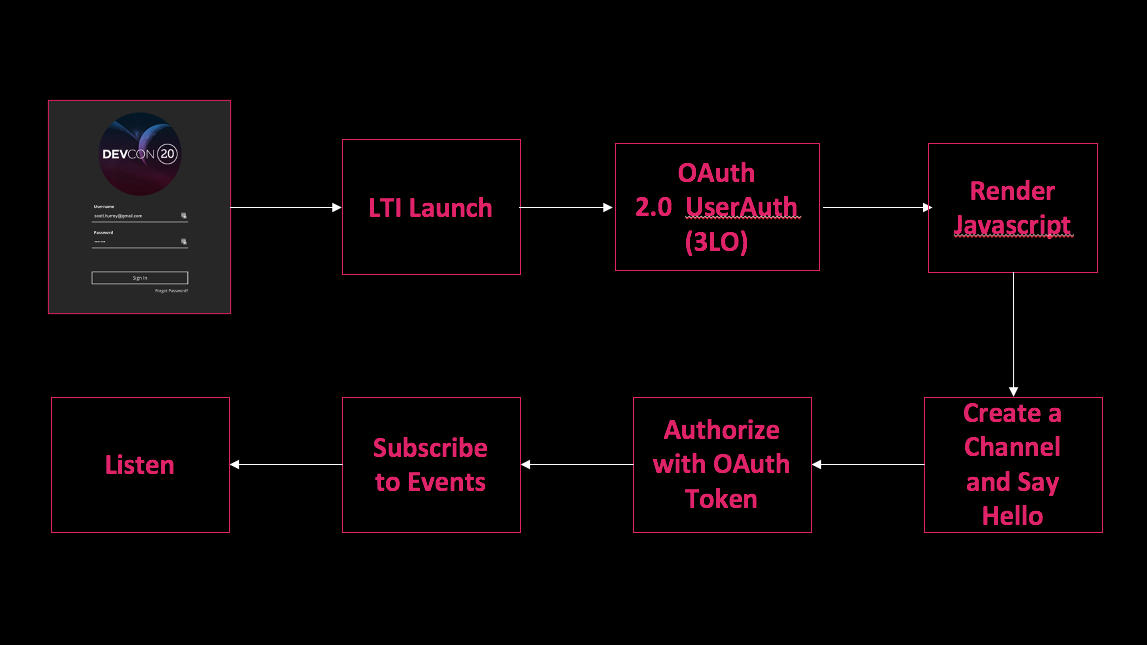 DEVCON 20
Username
scott.hurrey@gmail.com
Password
Sign In
Forgot Password?
LTI Launch
OAuth
2.0 UserAuth
(3LO)
Render
Javascript
Create a
Channel
and Say
Hello
Authorize
with OAuth
Token
Subscribe
to Events
Listen